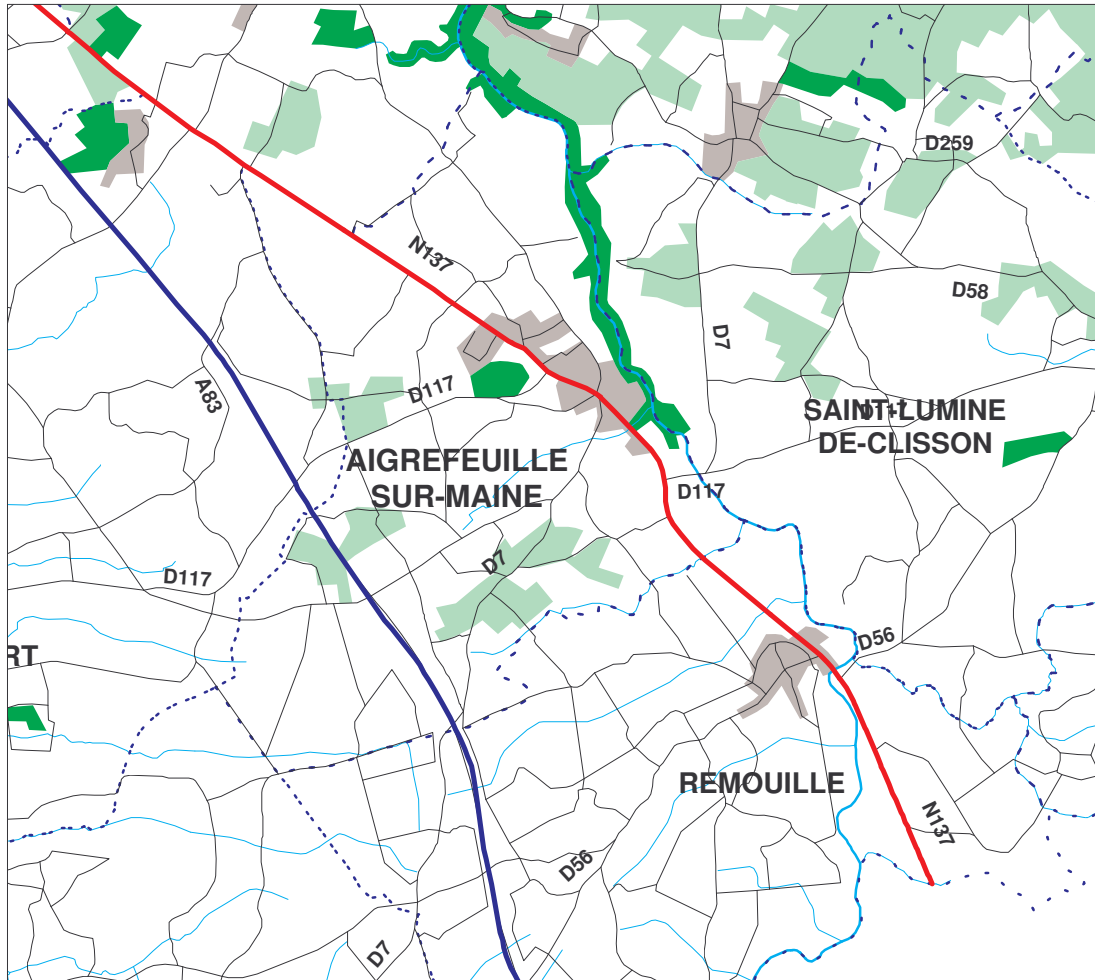 D259
N137
D58
D7
A83
D117
D117
SAINT-LUMINE
DE-CLISSON
AIGREFEUILLE
SUR-MAINE
D117
D7
D117
D56
RT
REMOUILLE
N137
D56
D7